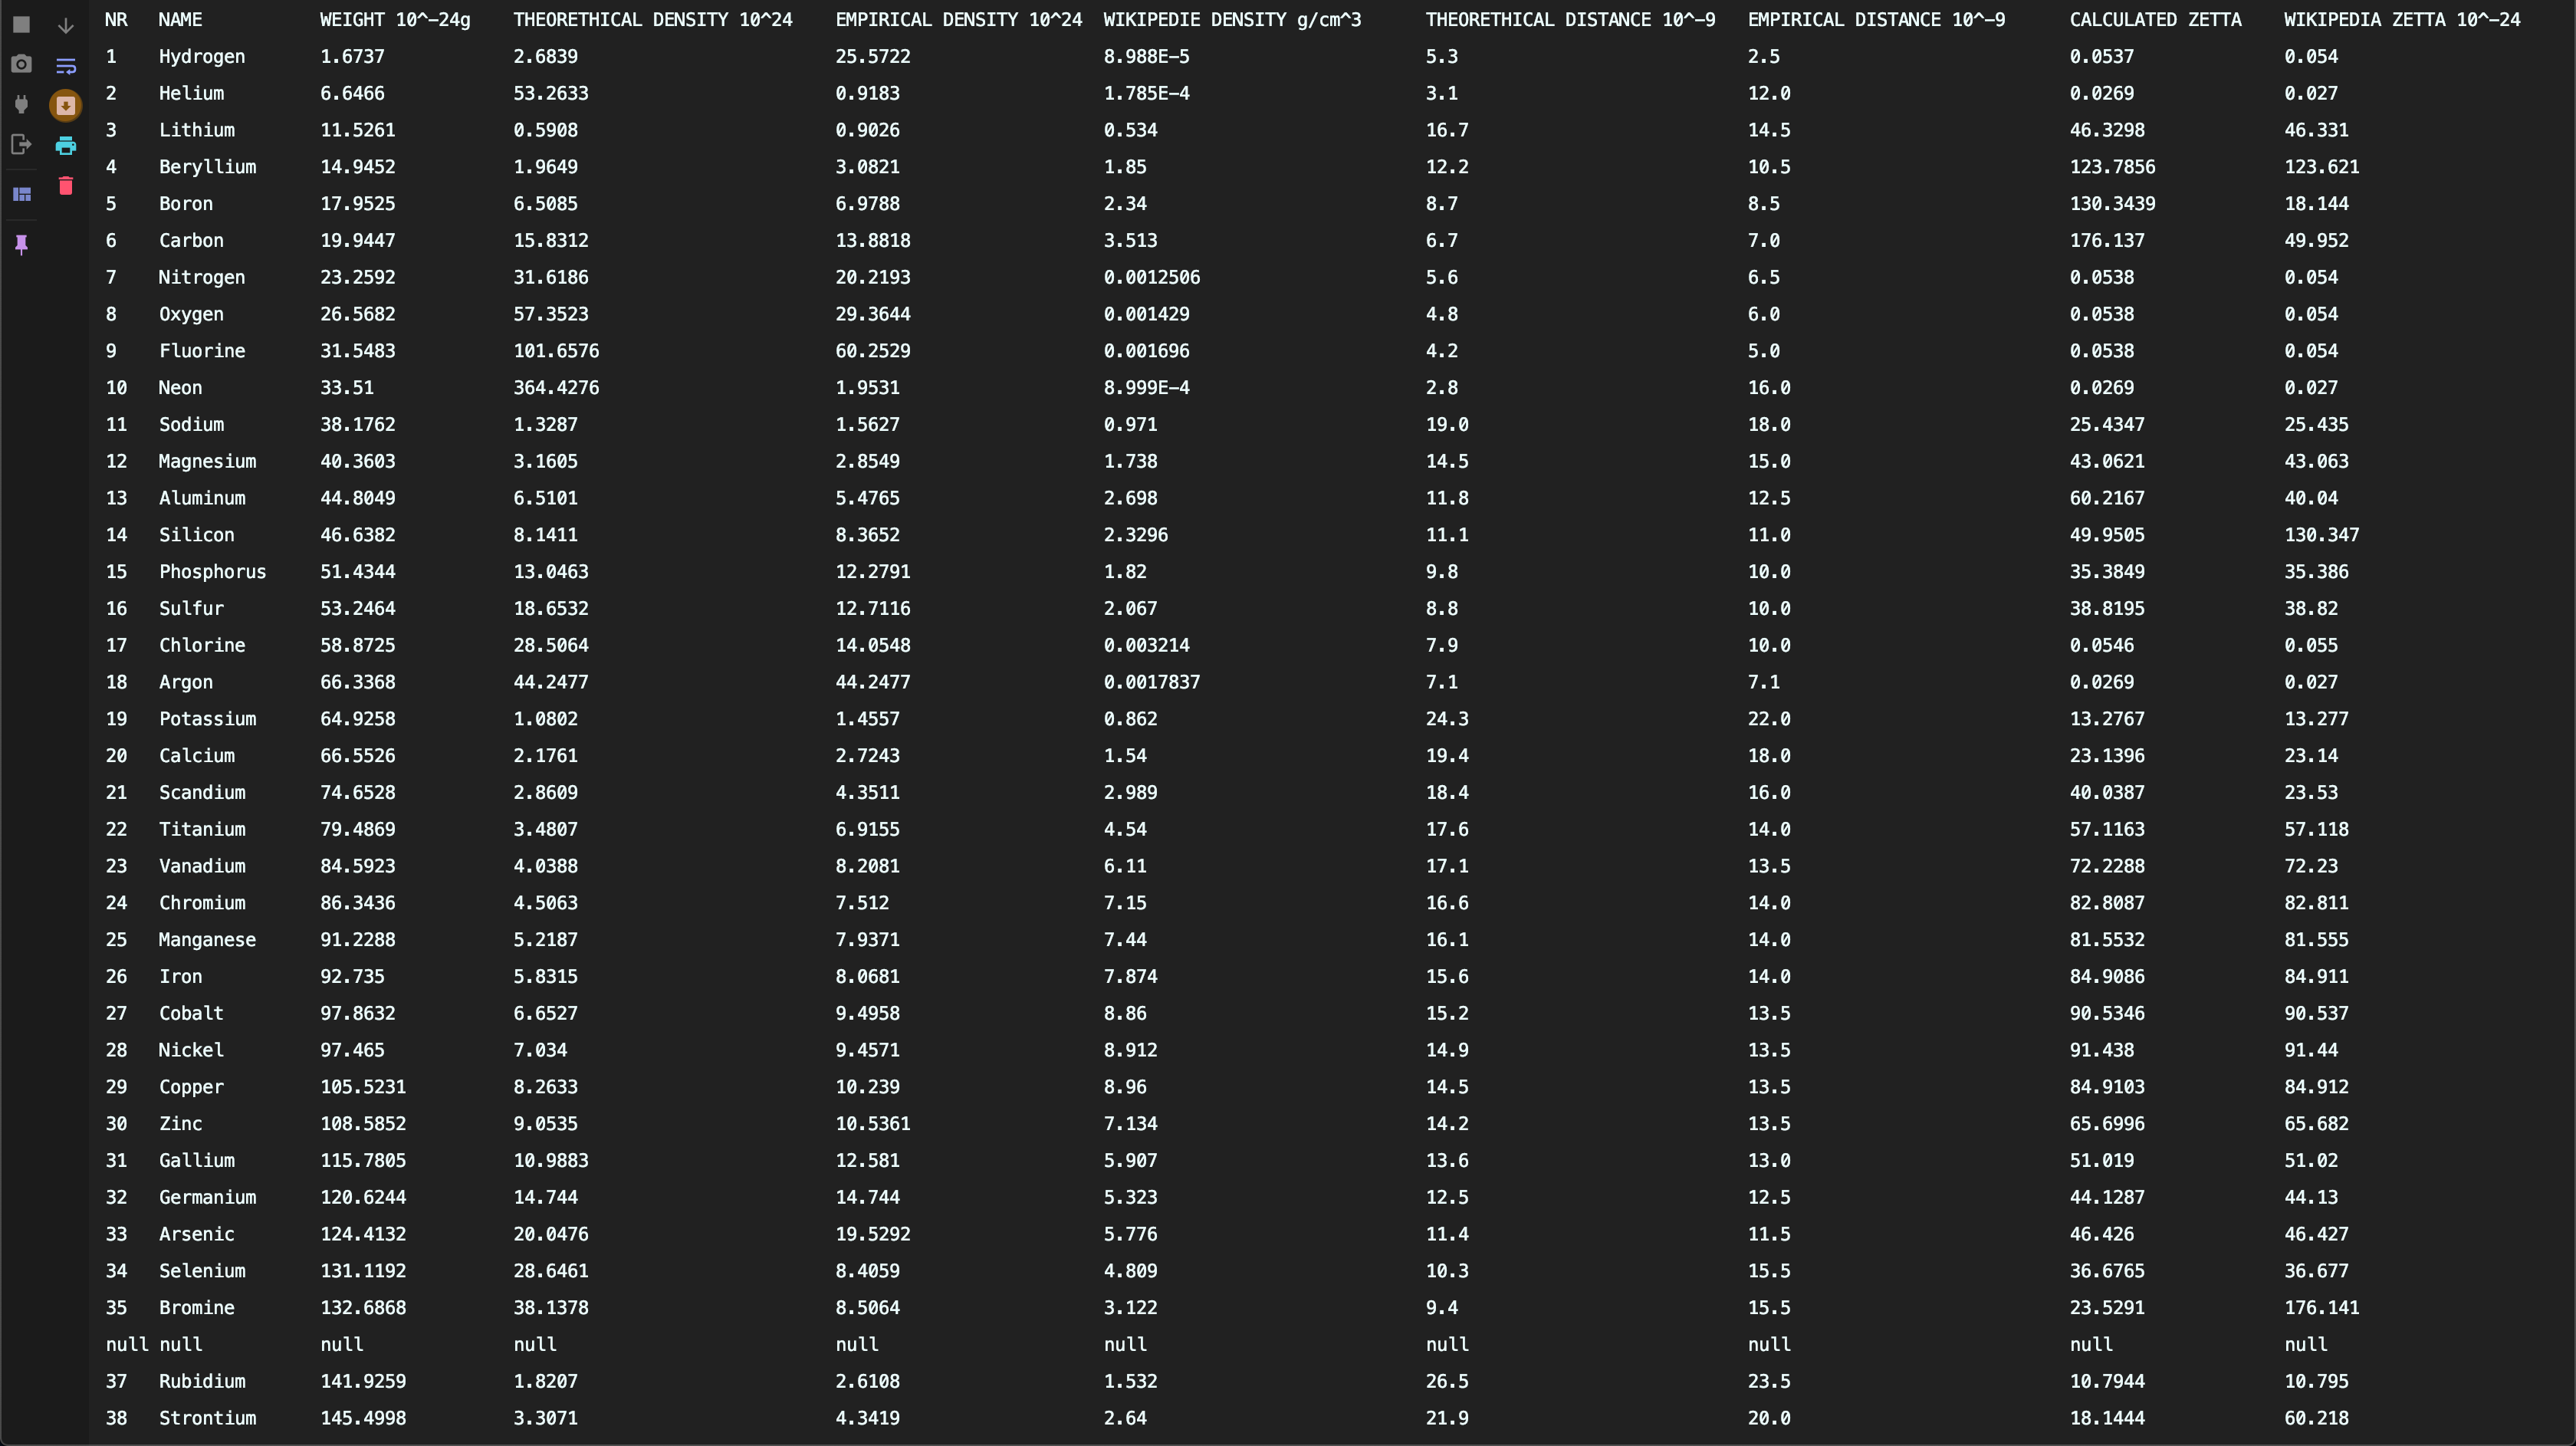 NR NAME WEIGHT 10^-24g THEORETHICAL DENSITY 10^24 EMPIRICAL DENSITY 10^24 WIKIPEDIE DENSITY g/cm^3 THEORETHICAL DISTANCE 10^-9 EMPIRICAL DISTANCE 10^-9 CALCULATED ZETTA WIKIPEDIA ZETTA 10^-24
1 Hydrogen 1.6737 2.6839 25.5722 8.988E-5 5.3 2.5 0.0537 0.054
2 Helium 6.6466 53.2633 0.9183 1.785E-4 3.1 12.0 0.0269 0.027
3 Lithium 11.5261 0.5908 0.9026 0.534 16.7 14.5 46.3298 46.331
4 Beryllium 14.9452 1.9649 3.0821 1.85 12.2 10.5 123.7856 123.621
5 Boron 17.9525 6.5085 6.9788 2.34 8.7 8.5 130.3439 18.144
6 Carbon 19.9447 15.8312 13.8818 3.513 6.7 7.0 176.137 49.952
7 Nitrogen 23.2592 31.6186 20.2193 0.0012506 5.6 6.5 0.0538 0.054
8 Oxygen 26.5682 57.3523 29.3644 0.001429 4.8 6.0 0.0538 0.054
9 Fluorine 31.5483 101.6576 60.2529 0.001696 4.2 5.0 0.0538 0.054
10 Neon 33.51 364.4276 1.9531 8.999E-4 2.8 16.0 0.0269 0.027
11 Sodium 38.1762 1.3287 1.5627 0.971 19.0 18.0 25.4347 25.435
12 Magnesium 40.3603 3.1605 2.8549 1.738 14.5 15.0 43.0621 43.063
13 Aluminum 44.8049 6.5101 5.4765 2.698 11.8 12.5 60.2167 40.04
14 Silicon 46.6382 8.1411 8.3652 2.3296 11.1 11.0 49.9505 130.347
15 Phosphorus 51.4344 13.0463 12.2791 1.82 9.8 10.0 35.3849 35.386
16 Sulfur 53.2464 18.6532 12.7116 2.067 8.8 10.0 38.8195 38.82
17 Chlorine 58.8725 28.5064 14.0548 0.003214 7.9 10.0 0.0546 0.055
18 Argon 66.3368 44.2477 44.2477 0.0017837 7.1 7.1 0.0269 0.027
19 Potassium 64.9258 1.0802 1.4557 0.862 24.3 22.0 13.2767 13.277
20 Calcium 66.5526 2.1761 2.7243 1.54 19.4 18.0 23.1396 23.14
21 Scandium 74.6528 2.8609 4.3511 2.989 18.4 16.0 40.0387 23.53
22 Titanium 79.4869 3.4807 6.9155 4.54 17.6 14.0 57.1163 57.118
23 Vanadium 84.5923 4.0388 8.2081 6.11 17.1 13.5 72.2288 72.23
24 Chromium 86.3436 4.5063 7.512 7.15 16.6 14.0 82.8087 82.811
25 Manganese 91.2288 5.2187 7.9371 7.44 16.1 14.0 81.5532 81.555
26 Iron 92.735 5.8315 8.0681 7.874 15.6 14.0 84.9086 84.911
27 Cobalt 97.8632 6.6527 9.4958 8.86 15.2 13.5 90.5346 90.537
28 Nickel 97.465 7.034 9.4571 8.912 14.9 13.5 91.438 91.44
29 Copper 105.5231 8.2633 10.239 8.96 14.5 13.5 84.9103 84.912
30 Zinc 108.5852 9.0535 10.5361 7.134 14.2 13.5 65.6996 65.682
31 Gallium 115.7805 10.9883 12.581 5.907 13.6 13.0 51.019 51.02
32 Germanium 120.6244 14.744 14.744 5.323 12.5 12.5 44.1287 44.13
33 Arsenic 124.4132 20.0476 19.5292 5.776 11.4 11.5 46.426 46.427
34 Selenium 131.1192 28.6461 8.4059 4.809 10.3 15.5 36.6765 36.677
35 Bromine 132.6868 38.1378 8.5064 3.122 9.4 15.5 23.5291 176.141
null null null null null null null null null null
37 Rubidium 141.9259 1.8207 2.6108 1.532 26.5 23.5 10.7944 10.795
38 Strontium 145.4998 3.3071 4.3419 2.64 21.9 20.0 18.1444 60.218